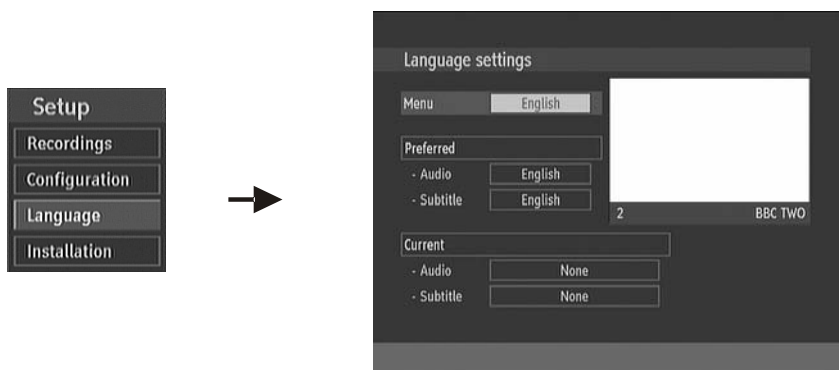 Setup
Recordings
Configuration
Language
Installation
Language settings
Menu English
Preferred
- Audio English
- Subtitle English
2 BBC TWO
Current
- Audio None
- Subtitle None